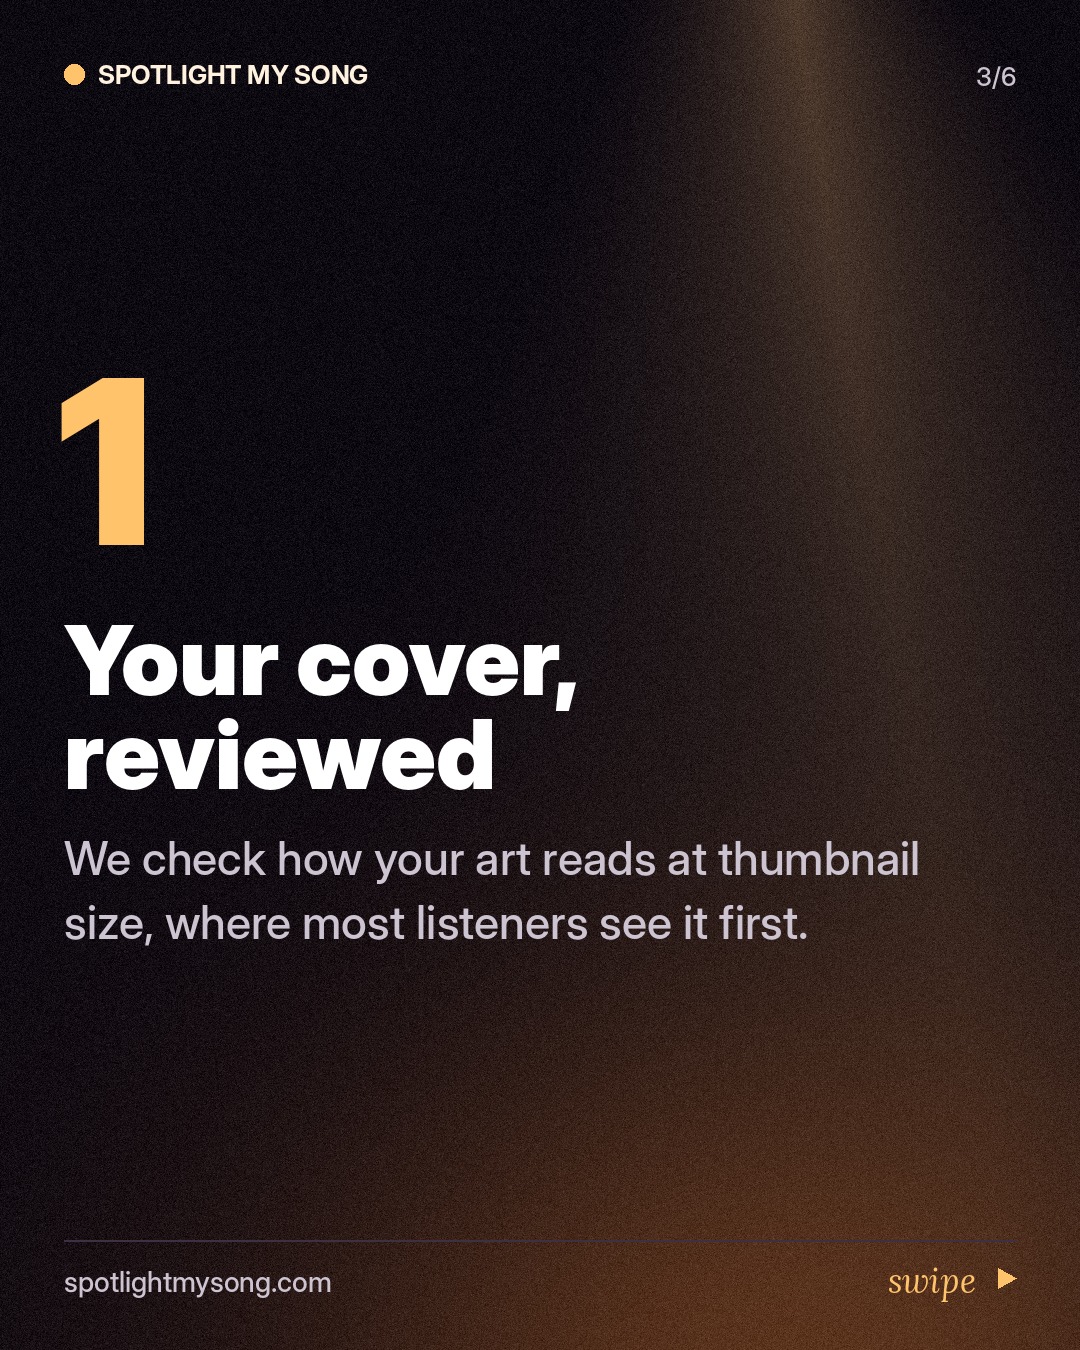 SPOTLIGHT MY SONG
3/6
1
Your cover,
reviewed
We check how your art reads at thumbnail
size, where most listeners see it first.
spotlightmysong.com
swipe